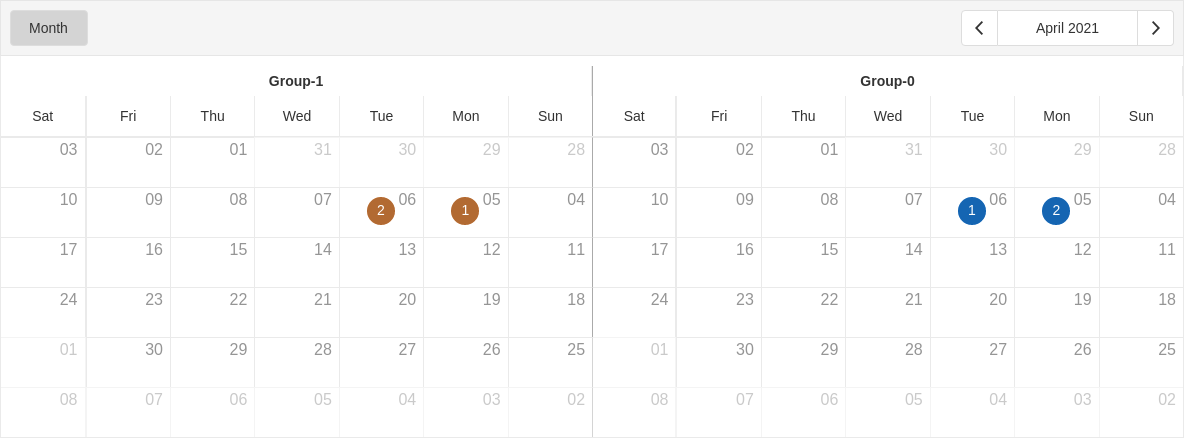 Month April 2021
Group-1 Group-0
Sat Fri Thu Wed Tue Mon Sun Sat Fri Thu Wed Tue Mon Sun
03 02 01 31 30 29 28 03 02 01 31 30 29 28
10 09 08 07 2 06 1 05 04 10 09 08 07 1 06 2 05 04
17 16 15 14 13 12 11 17 16 15 14 13 12 11
24 23 22 21 20 19 18 24 23 22 21 20 19 18
01 30 29 28 27 26 25 01 30 29 28 27 26 25
08 07 06 05 04 03 02 08 07 06 05 04 03 02